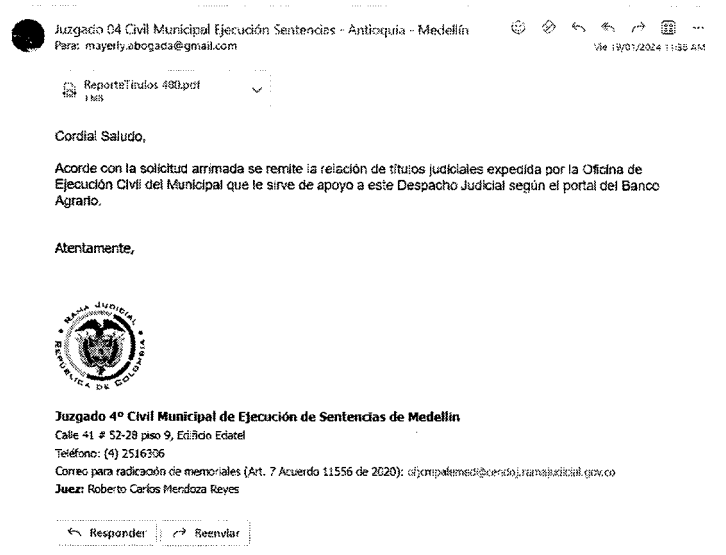 Juzgado 04 Civil Municipal Ejecución Sentencias - Antioquia - Medellín
Para: mayerly.abogada@gmail.com
Vie 19/01/2024 11:38 AM
ReporteTitulos 480.pdf
1 MB
Cordial Saludo,
Acorde con la solicitud arrimada se remite la relación de títulos judiciales expedida por la Oficina de
Ejecución Civil del Municipal que le sirve de apoyo a este Despacho Judicial según el portal del Banco
Agrario.
Atentamente,
RAMA JUDICIAL
REPÚBLICA DE COLOMBIA
Juzgado 4º Civil Municipal de Ejecución de Sentencias de Medellín
Calle 41 # 52-28 piso 9, Edificio Edatel
Teléfono: (4) 2516306
Correo para radicación de memoriales (Art. 7 Acuerdo 11556 de 2020):
Juez: Roberto Carlos Mendoza Reyes
Responder
Reenviar